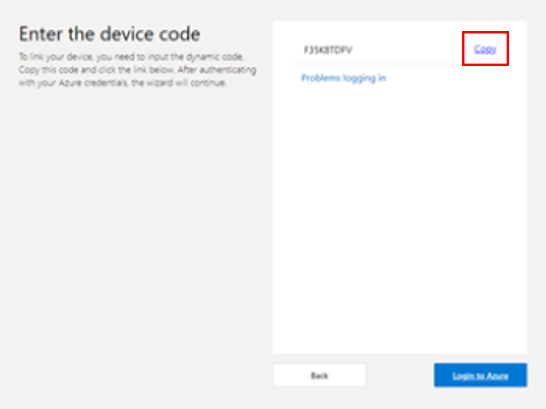 Enter the device code
To link your device, you need to input the dynamic code.
Copy this code and click the link below. After authenticating
with your Azure credentials, the wizard will continue.
F35K8TDFV
Copy
Problems logging in
Back
Login to Azure